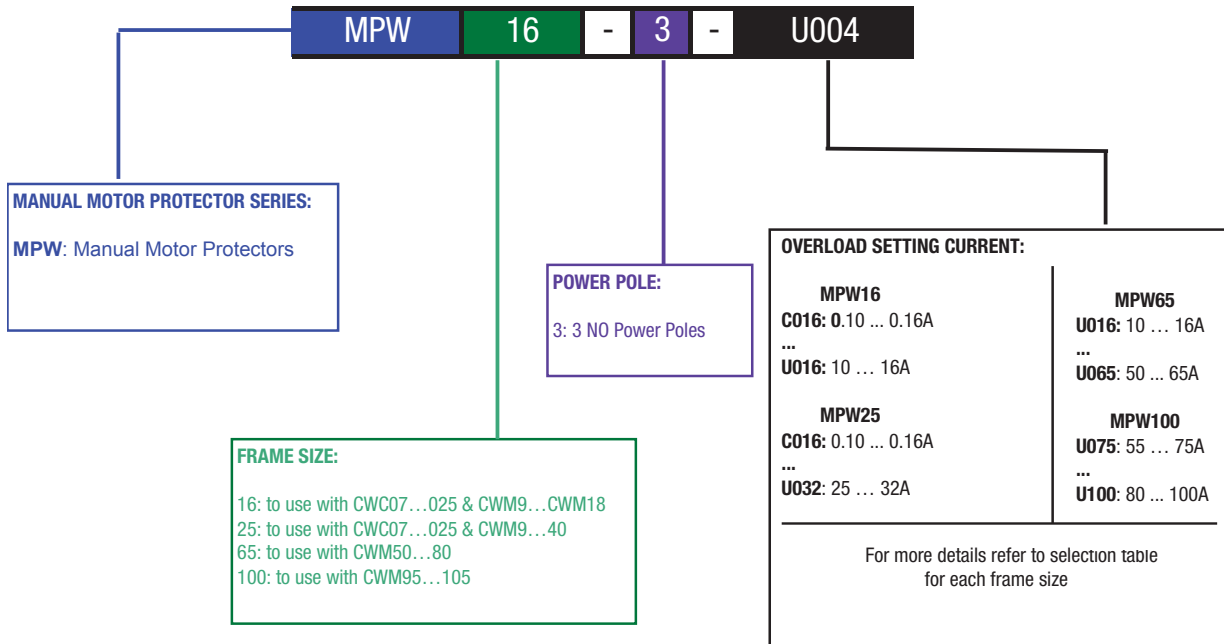 MPW 16 - 3 - U004
MANUAL MOTOR PROTECTOR SERIES:
MPW: Manual Motor Protectors
FRAME SIZE:
16: to use with CWC07…025 & CWM9…CWM18
25: to use with CWC07…025 & CWM9…40
65: to use with CWM50…80
100: to use with CWM95…105
POWER POLE:
3: 3 NO Power Poles
OVERLOAD SETTING CURRENT:
MPW16
C016: 0.10 ... 0.16A
...
U016: 10 … 16A
MPW25
C016: 0.10 ... 0.16A
...
U032: 25 … 32A
MPW65
U016: 10 … 16A
...
U065: 50 ... 65A
MPW100
U075: 55 … 75A
...
U100: 80 ... 100A
For more details refer to selection table
for each frame size